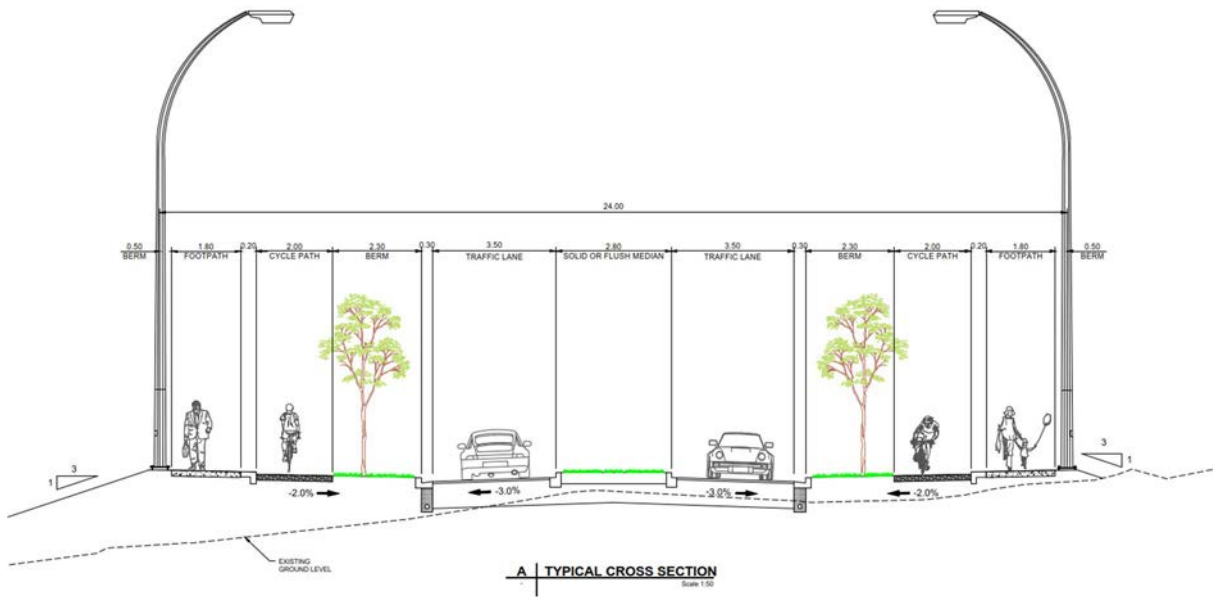 24.00
0.50 1.80 0.20 2.00 2.30 0.30 3.50 2.80 3.50 0.30 2.30 2.00 0.20 1.80 0.50
BERM FOOTPATH CYCLE PATH BERM TRAFFIC LANE SOLID OR FLUSH MEDIAN TRAFFIC LANE BERM CYCLE PATH FOOTPATH BERM
3
1
-2.0%
-3.0%
-3.0%
-2.0%
3
1
EXISTING
GROUND LEVEL
A TYPICAL CROSS SECTION
- Scale 1:50